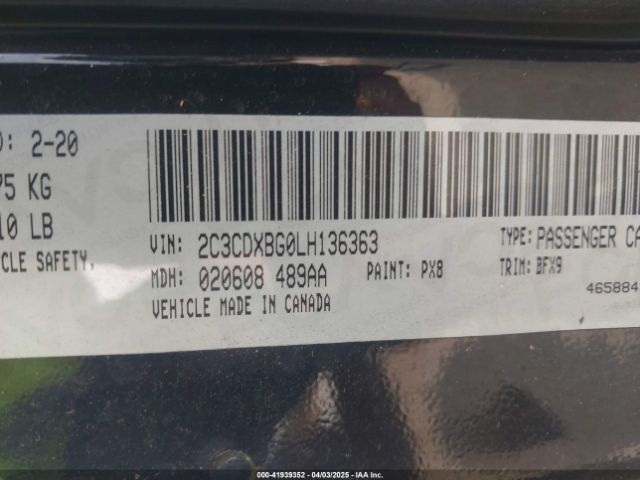 D: 2-20
75 KG
10 LB
CLE SAFETY,
VIN: 2C3CDXBG0LH136363
TYPE: PASSENGER CA
MDH: 020608 489AA
PAINT: PX8
TRIM: BFX9
VEHICLE MADE IN CANADA
465884
000-41939352 - 04/03/2025 - IAA Inc.